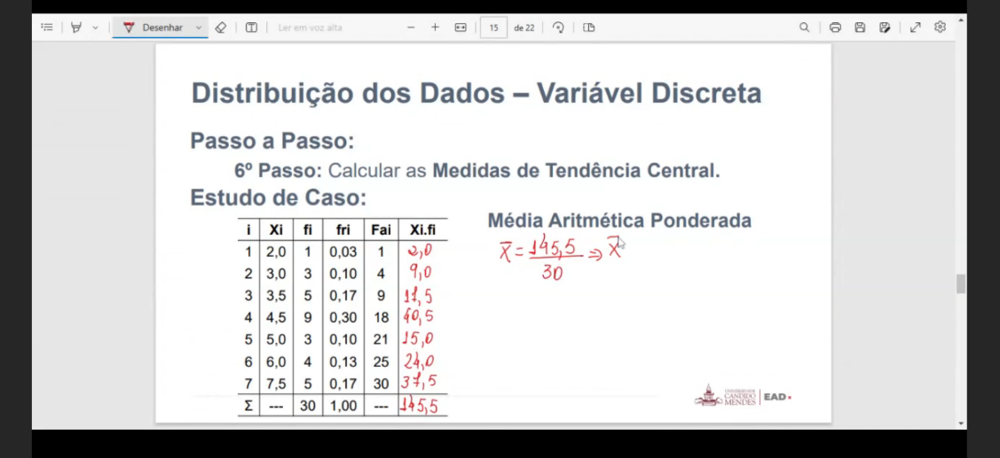 Desenhar
Ler em voz alta
15 de 22
Distribuição dos Dados – Variável Discreta
Passo a Passo:
6º Passo: Calcular as Medidas de Tendência Central.
Estudo de Caso:
Média Aritmética Ponderada
x̄ = 145,5 / 30 ⇒ x̄
i Xi fi fri Fai Xi.fi
1 2,0 1 0,03 1 2,0
2 3,0 3 0,10 4 9,0
3 3,5 5 0,17 9 17,5
4 4,5 9 0,30 18 40,5
5 5,0 3 0,10 21 15,0
6 6,0 4 0,13 25 24,0
7 7,5 5 0,17 30 37,5
Σ --- 30 1,00 --- 145,5
UNIVERSIDADE
CANDIDO
MENDES
EAD